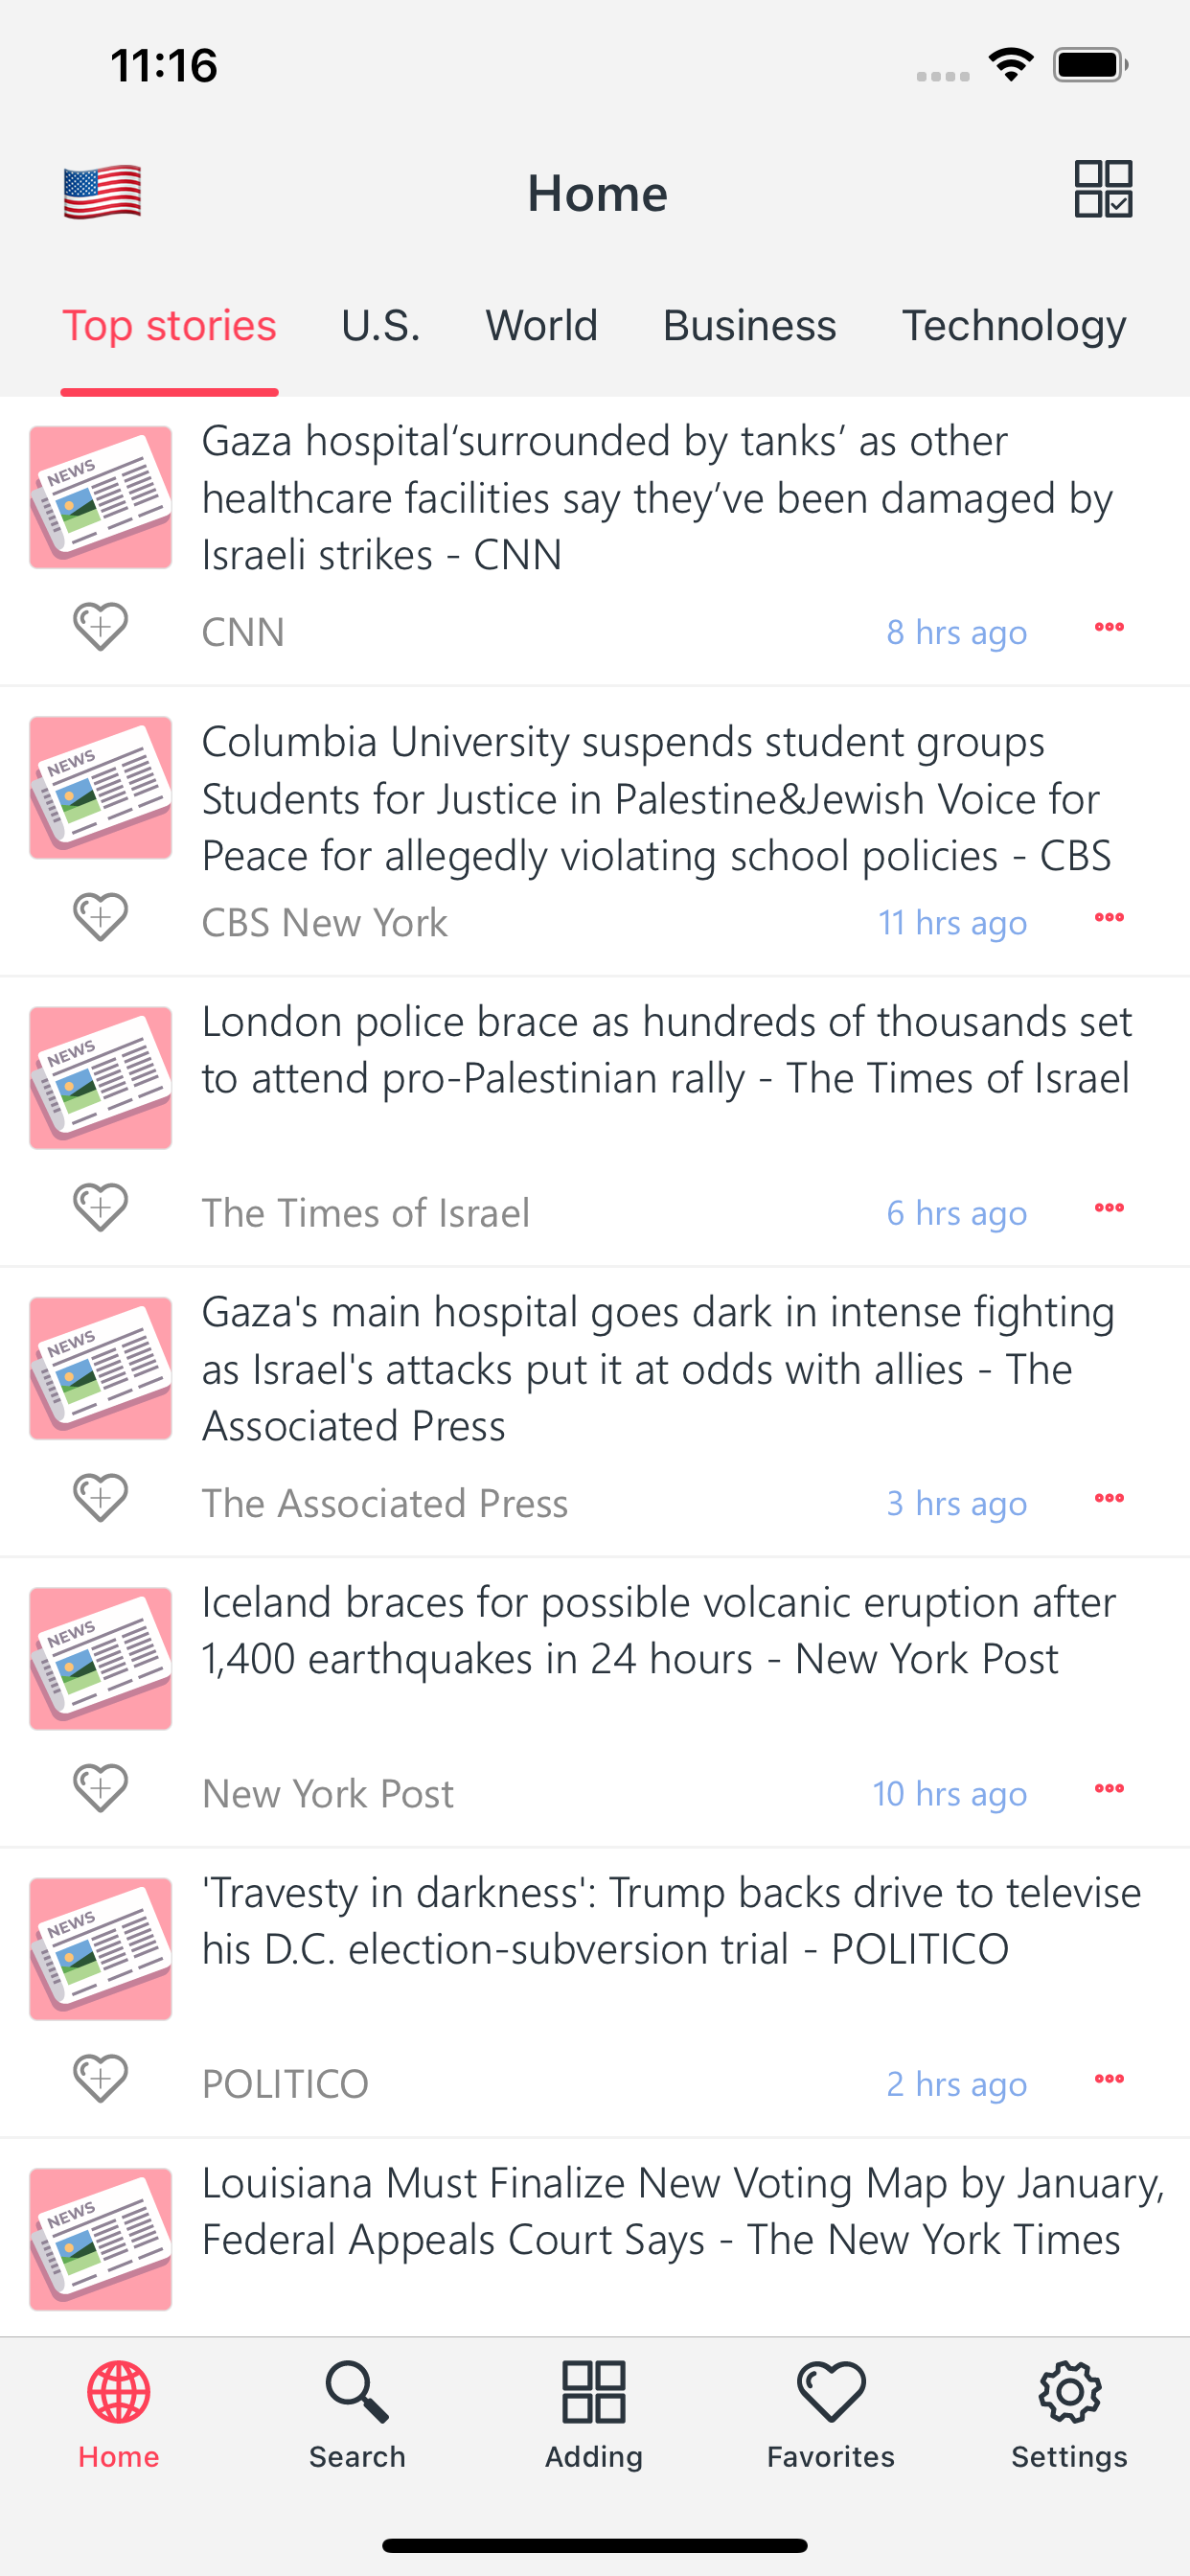 11:16
Home
Top stories U.S. World Business Technology
NEWS
Gaza hospital‘surrounded by tanks’ as other
healthcare facilities say they’ve been damaged by
Israeli strikes - CNN
CNN 8 hrs ago
NEWS
Columbia University suspends student groups
Students for Justice in Palestine&Jewish Voice for
Peace for allegedly violating school policies - CBS
CBS New York 11 hrs ago
NEWS
London police brace as hundreds of thousands set
to attend pro-Palestinian rally - The Times of Israel
The Times of Israel 6 hrs ago
NEWS
Gaza's main hospital goes dark in intense fighting
as Israel's attacks put it at odds with allies - The
Associated Press
The Associated Press 3 hrs ago
NEWS
Iceland braces for possible volcanic eruption after
1,400 earthquakes in 24 hours - New York Post
New York Post 10 hrs ago
NEWS
'Travesty in darkness': Trump backs drive to televise
his D.C. election-subversion trial - POLITICO
POLITICO 2 hrs ago
NEWS
Louisiana Must Finalize New Voting Map by January,
Federal Appeals Court Says - The New York Times
Home Search Adding Favorites Settings